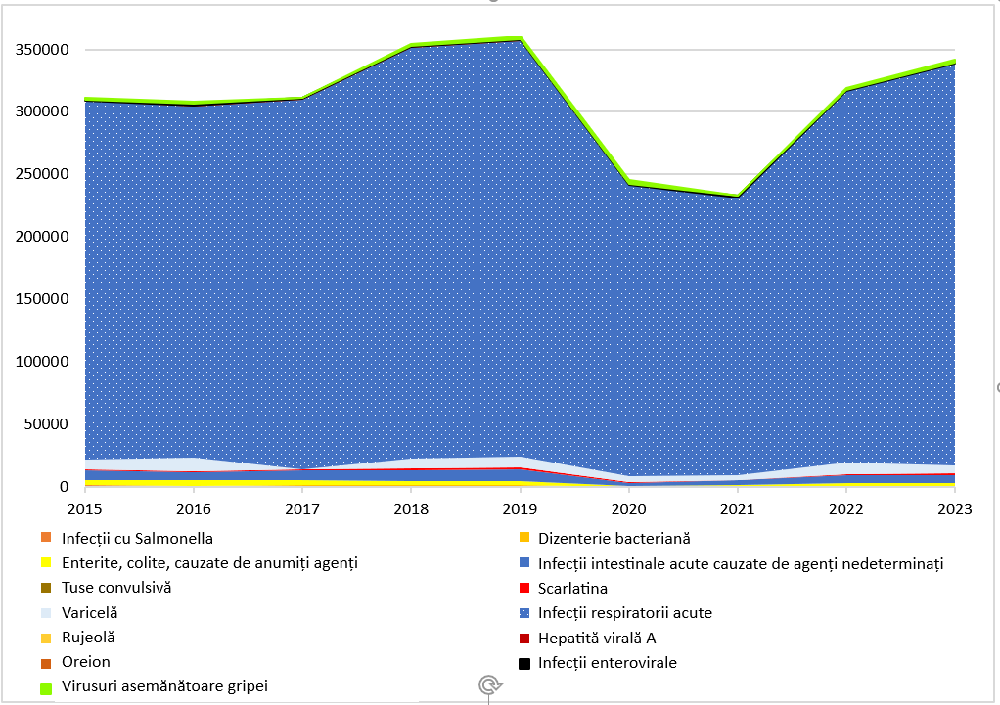 350000
300000
250000
200000
150000
100000
50000
0
2015 2016 2017 2018 2019 2020 2021 2022 2023
Infecții cu Salmonella
Dizenterie bacteriană
Enterite, colite, cauzate de anumiți agenți
Infecții intestinale acute cauzate de agenți nedeterminați
Tuse convulsivă
Scarlatina
Varicelă
Infecții respiratorii acute
Rujeolă
Hepatită virală A
Oreion
Infecții enterovirale
Virusuri asemănătoare gripei